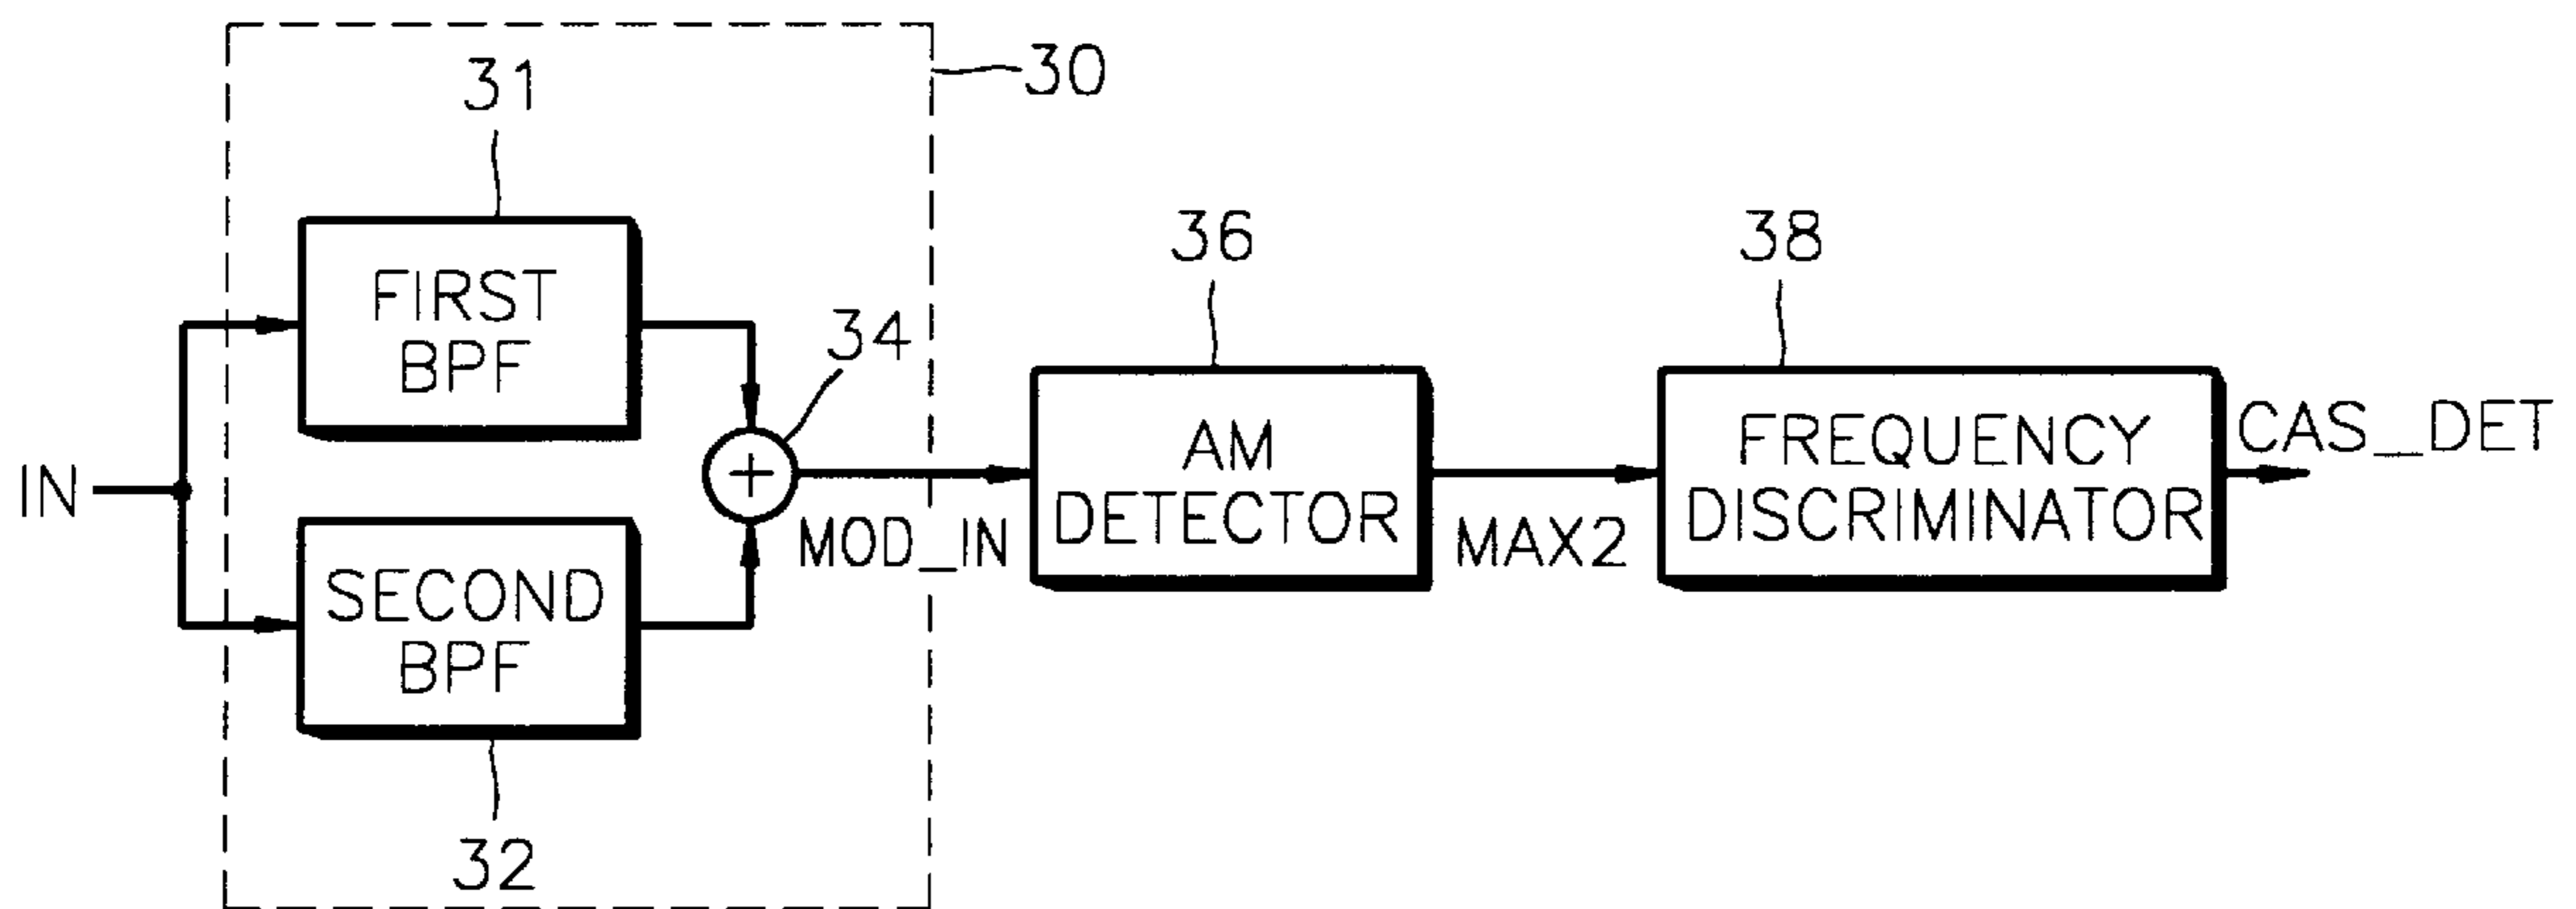 30
31
FIRST
BPF
34
IN
SECOND
BPF
32
MOD_IN
36
AM
DETECTOR
MAX2
38
FREQUENCY
DISCRIMINATOR
CAS_DET